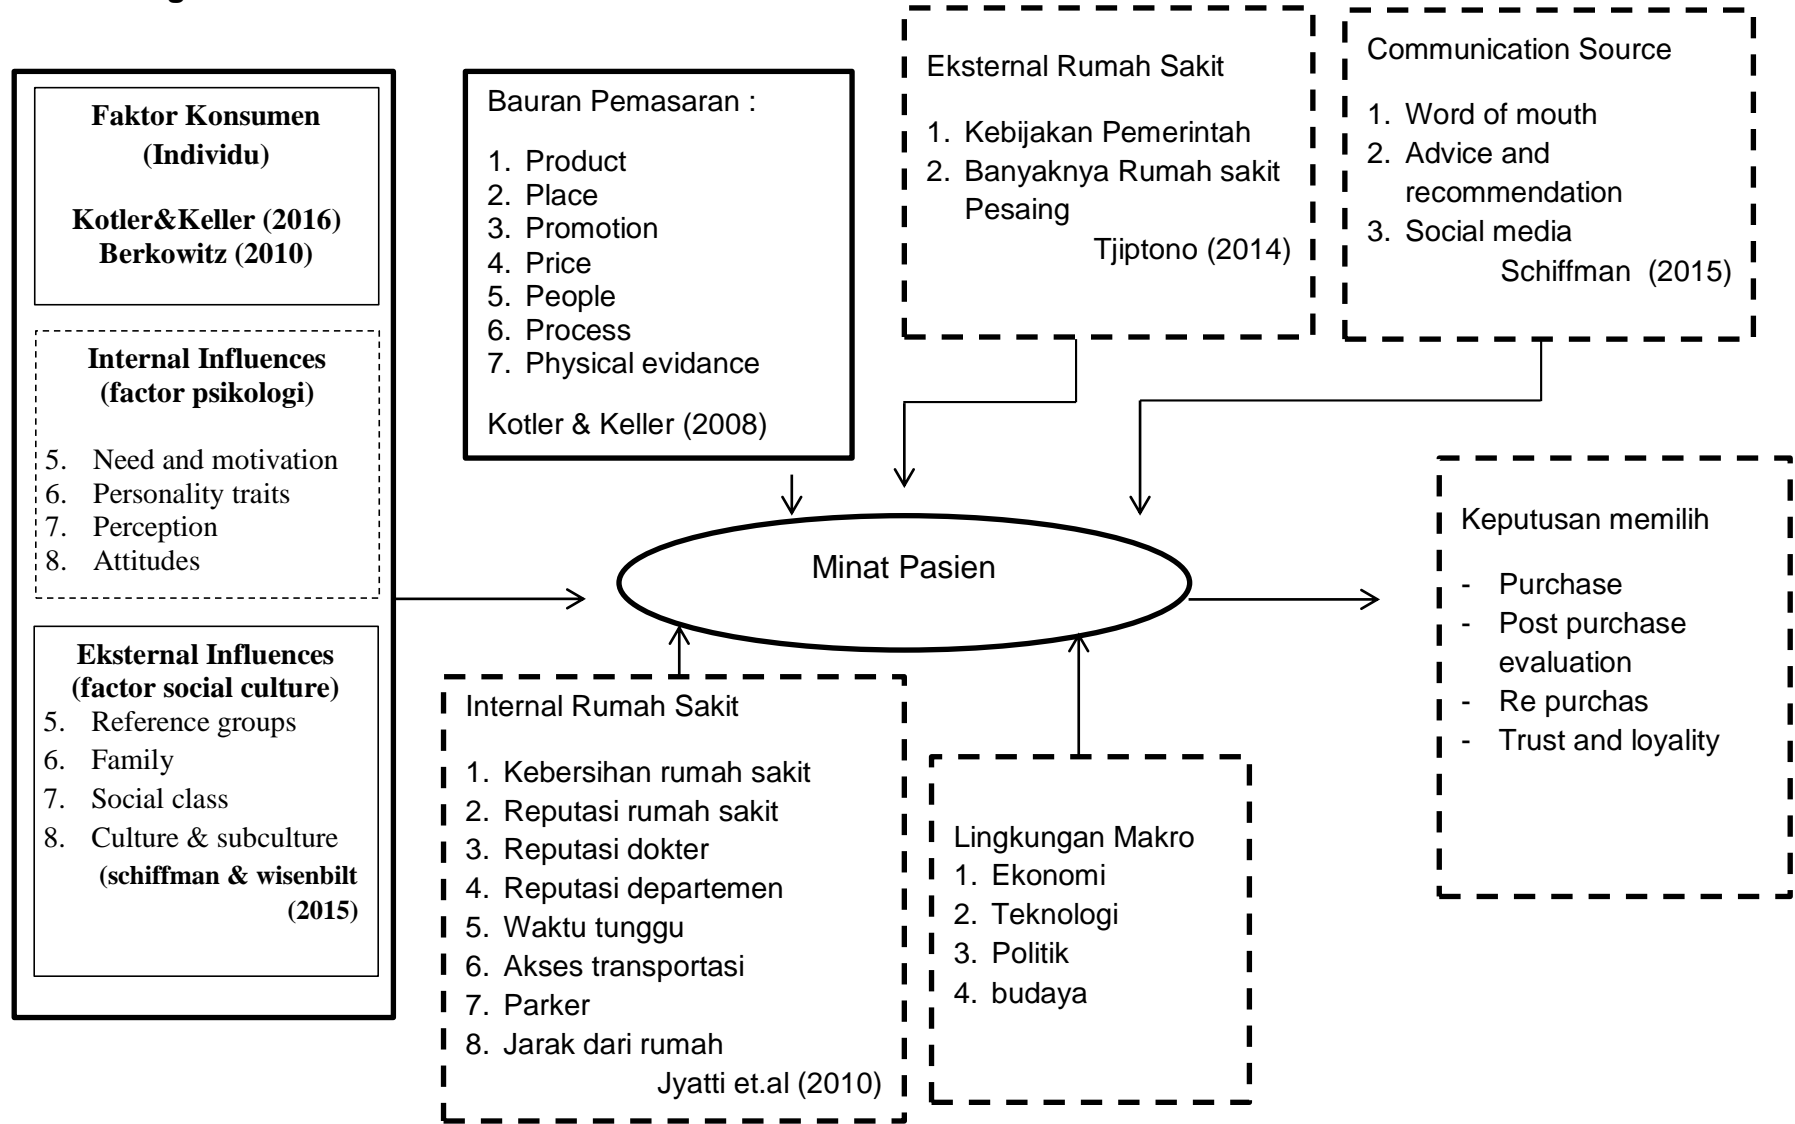 Faktor Konsumen
(Individu)
Kotler&Keller (2016)
Berkowitz (2010)
Internal Influences
(factor psikologi)
5. Need and motivation
6. Personality traits
7. Perception
8. Attitudes
Eksternal Influences
(factor social culture)
5. Reference groups
6. Family
7. Social class
8. Culture & subculture
(schiffman & wisenbilt
(2015)
Bauran Pemasaran :
1. Product
2. Place
3. Promotion
4. Price
5. People
6. Process
7. Physical evidance
Kotler & Keller (2008)
Eksternal Rumah Sakit
1. Kebijakan Pemerintah
2. Banyaknya Rumah sakit
Pesaing
Tjiptono (2014)
Communication Source
1. Word of mouth
2. Advice and
recommendation
3. Social media
Schiffman (2015)
Minat Pasien
Keputusan memilih
- Purchase
- Post purchase
evaluation
- Re purchas
- Trust and loyality
Internal Rumah Sakit
1. Kebersihan rumah sakit
2. Reputasi rumah sakit
3. Reputasi dokter
4. Reputasi departemen
5. Waktu tunggu
6. Akses transportasi
7. Parker
8. Jarak dari rumah
Jyatti et.al (2010)
Lingkungan Makro
1. Ekonomi
2. Teknologi
3. Politik
4. budaya